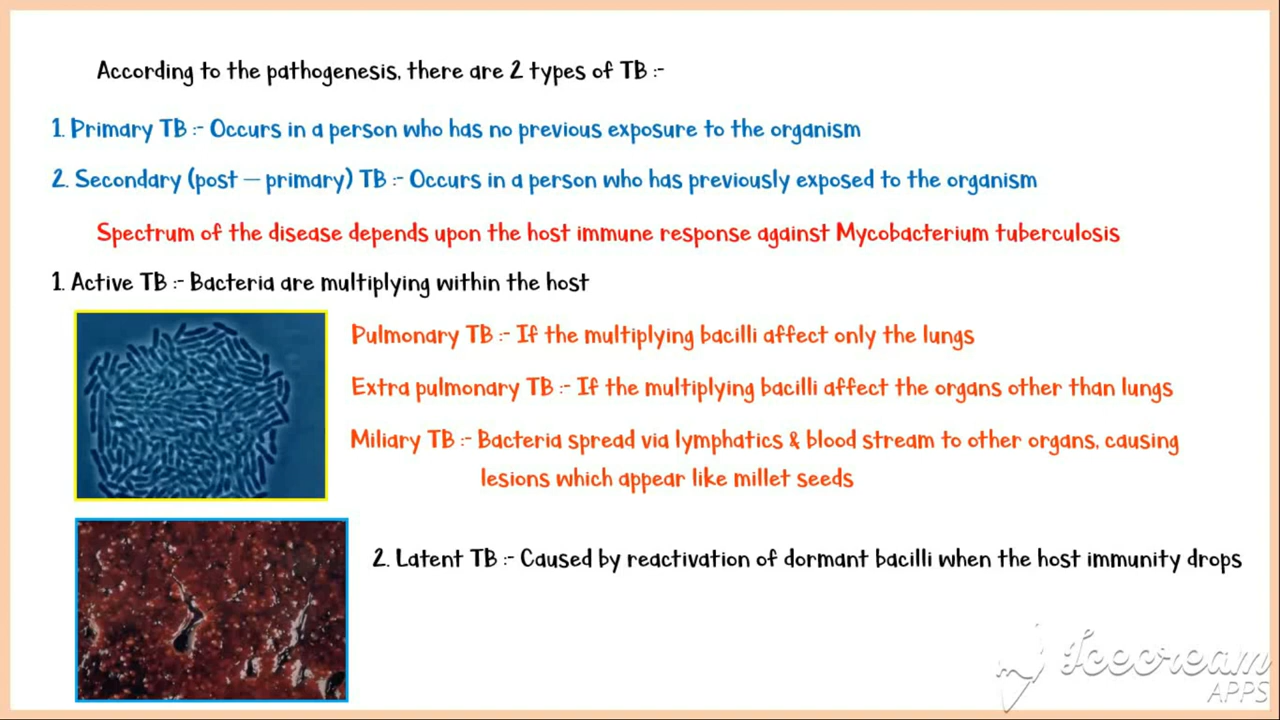 According to the pathogenesis, there are 2 types of TB :-
1. Primary TB :- Occurs in a person who has no previous exposure to the organism
2. Secondary (post – primary) TB :- Occurs in a person who has previously exposed to the organism
Spectrum of the disease depends upon the host immune response against Mycobacterium tuberculosis
1. Active TB :- Bacteria are multiplying within the host
Pulmonary TB :- If the multiplying bacilli affect only the lungs
Extra pulmonary TB :- If the multiplying bacilli affect the organs other than lungs
Miliary TB :- Bacteria spread via lymphatics & blood stream to other organs, causing
lesions which appear like millet seeds
2. Latent TB :- Caused by reactivation of dormant bacilli when the host immunity drops
Icecream
APPS